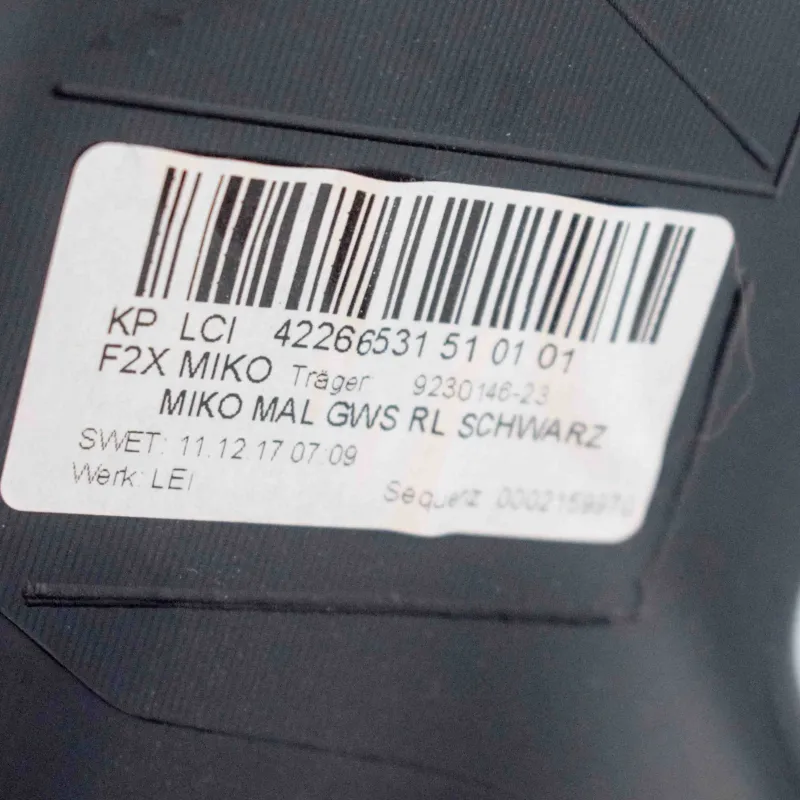 KP LCI 42266531 51 01 01
F2X MIKO Träger 9230146-23
MIKO MAL GWS RL SCHWARZ
SWET: 11.12.17 07:09
Werk: LEI
Sequenz